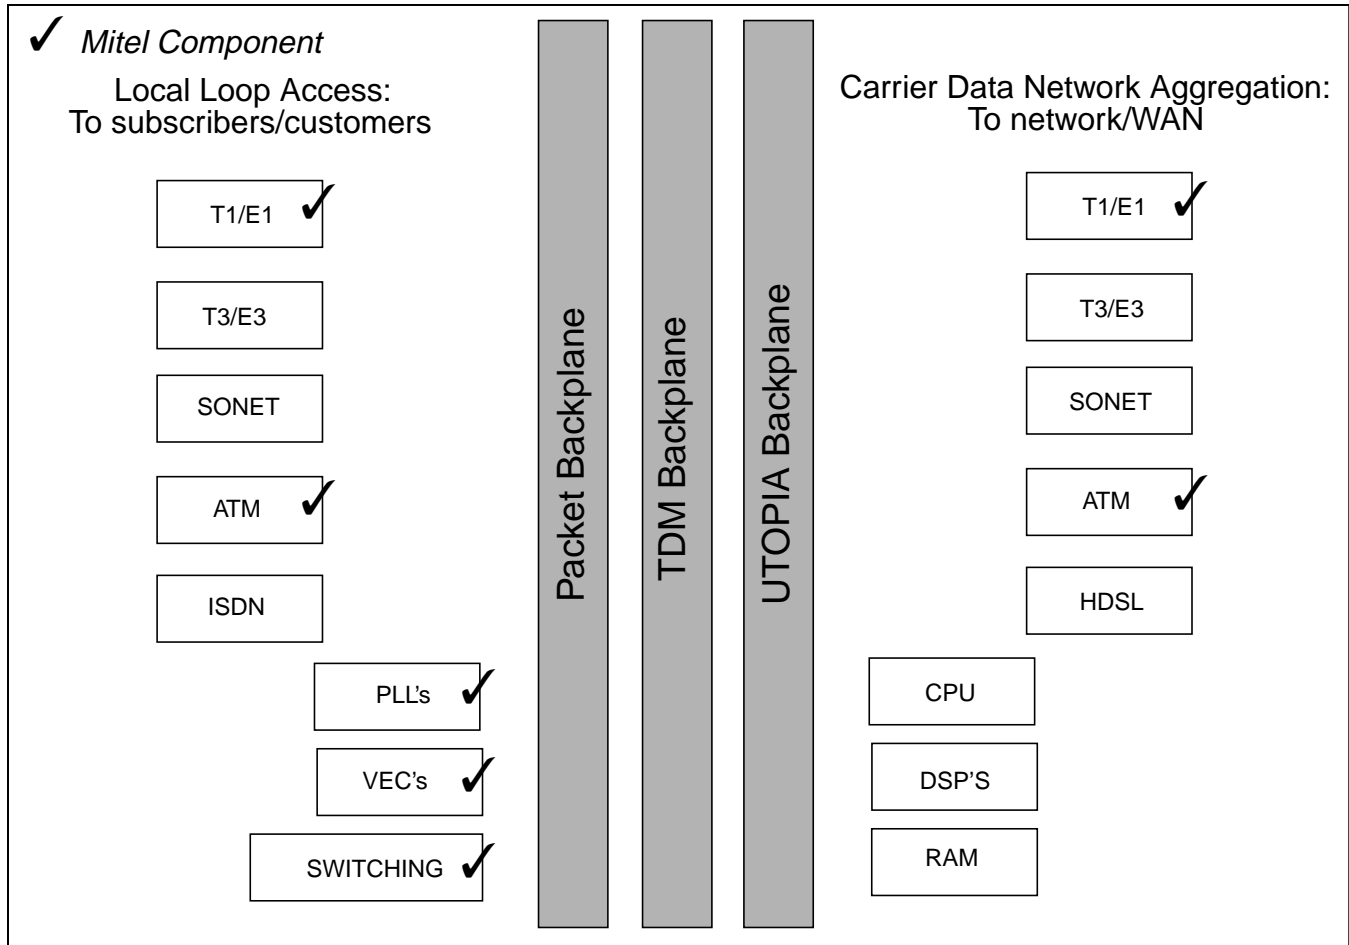 ✓ Mitel Component
Local Loop Access:
To subscribers/customers
T1/E1 ✓
T3/E3
SONET
ATM ✓
ISDN
PLL's ✓
VEC's ✓
SWITCHING ✓
Packet Backplane
TDM Backplane
UTOPIA Backplane
Carrier Data Network Aggregation:
To network/WAN
T1/E1 ✓
T3/E3
SONET
ATM ✓
HDSL
CPU
DSP'S
RAM